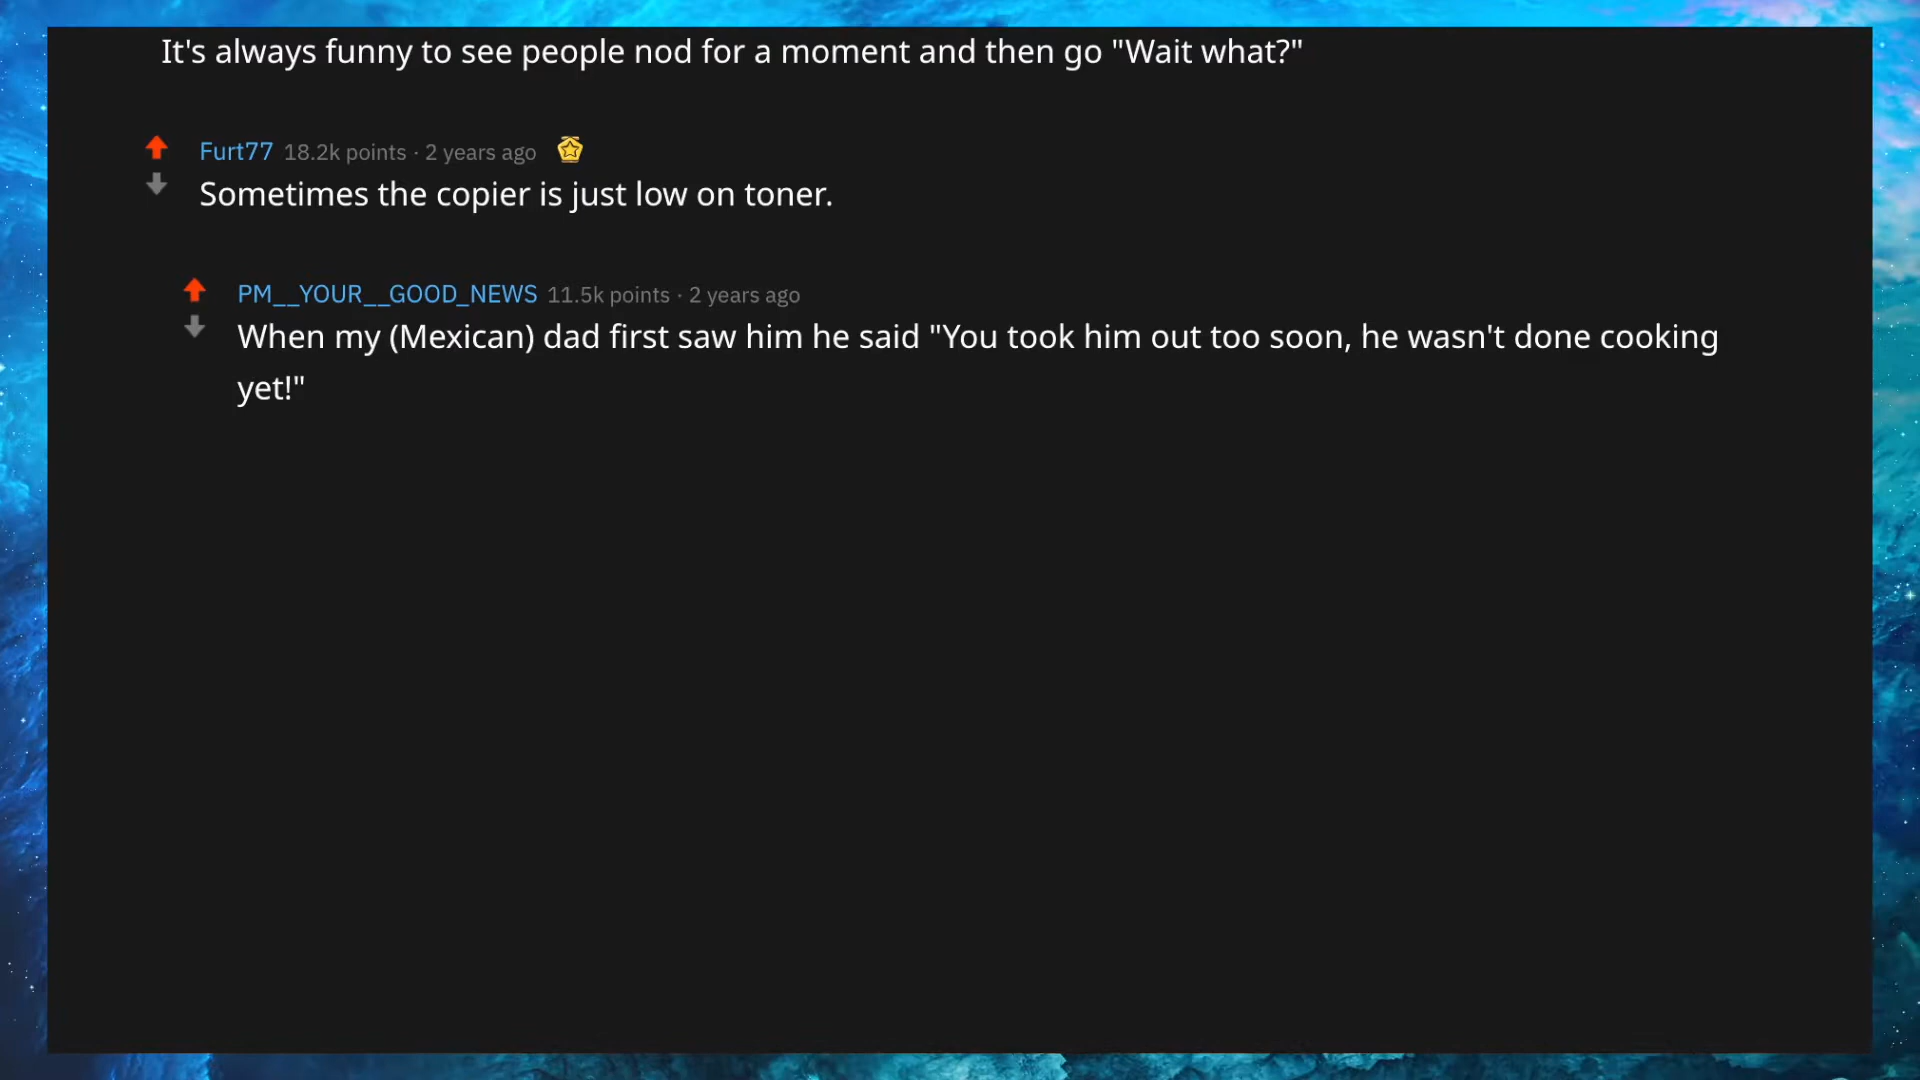 It's always funny to see people nod for a moment and then go "Wait what?"
Furt77 18.2k points · 2 years ago
Sometimes the copier is just low on toner.
PM__YOUR__GOOD_NEWS 11.5k points · 2 years ago
When my (Mexican) dad first saw him he said "You took him out too soon, he wasn't done cooking
yet!"